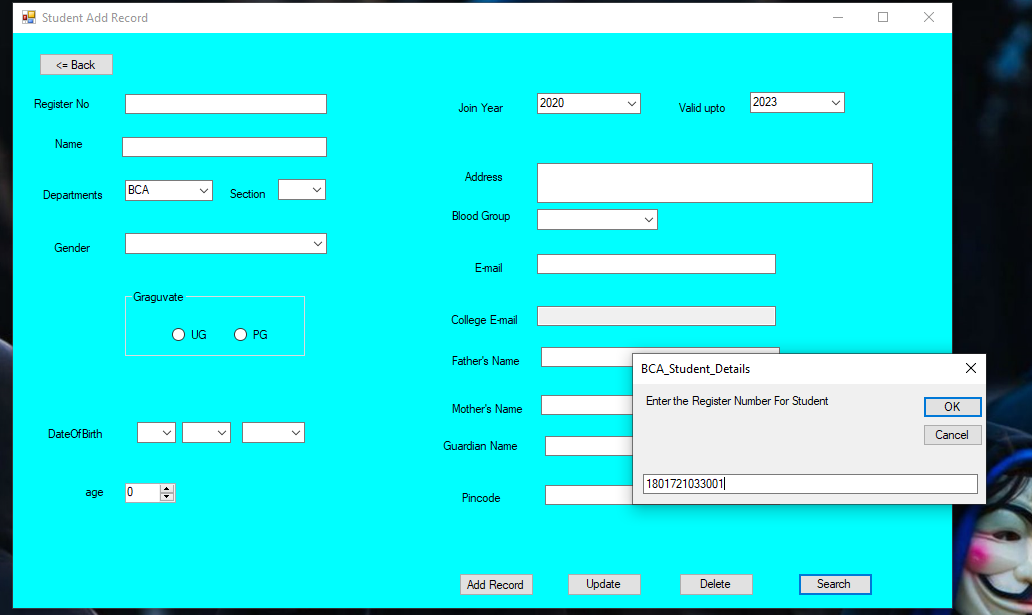 Student Add Record
<= Back
Register No
Name
Departments BCA Section
Gender
Graguvate
UG PG
DateOfBirth
age 0
Join Year 2020 Valid upto 2023
Address
Blood Group
E-mail
College E-mail
Father's Name
Mother's Name
Guardian Name
Pincode
BCA_Student_Details
Enter the Register Number For Student
OK
Cancel
1801721033001
Add Record Update Delete Search